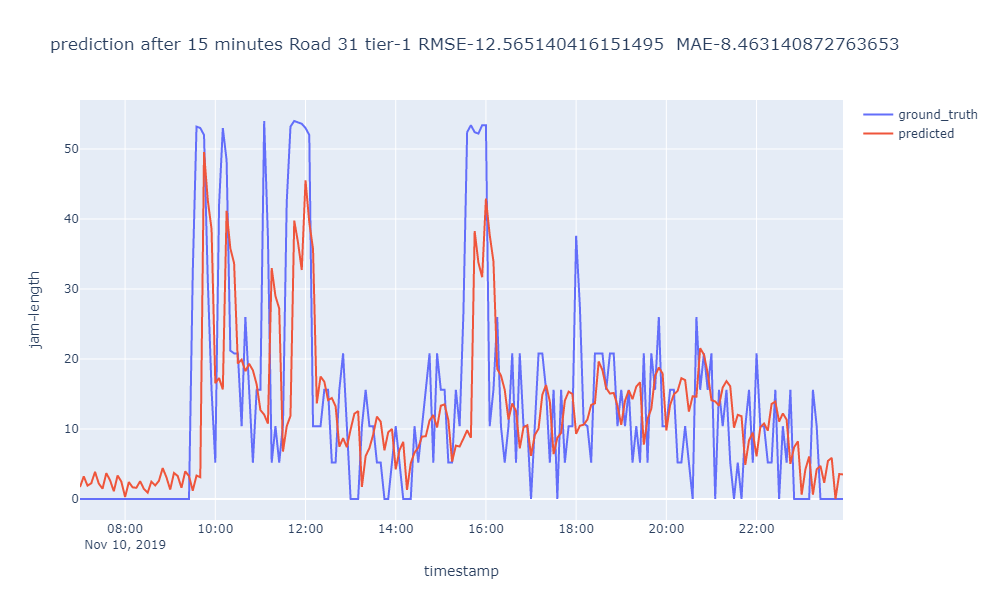 prediction after 15 minutes Road 31 tier-1 RMSE-12.565140416151495  MAE-8.463140872763653
ground_truth
predicted
50
40
30
20
10
0
jam-length
08:00 10:00 12:00 14:00 16:00 18:00 20:00 22:00
Nov 10, 2019
timestamp